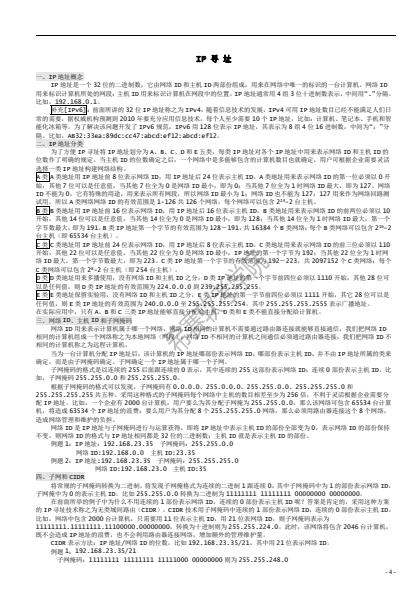 IP 寻 址
一、IP 地址概念
IP 地址是一个 32 位的二进制数，它由网络 ID 和主机 ID 两部份组成，用来在网络中唯一的标识的一台计算机。网络 ID
用来标识计算机所处的网段；主机 ID 用来标识计算机在网段中的位置。IP 地址通常用 4 组 3 位十进制数表示，中间用“.”分隔。
比如，192.168.0.1。
补充[IPv6]：前面所讲的 32 位 IP 地址称之为 IPv4，随着信息技术的发展，IPv4 可用 IP 地址数目已经不能满足人们日
常的需要，据权威机构预测到 2010 年要充分应用信息技术，每个人至少需要 10 个 IP 地址，比如：计算机、笔记本、手机和智
能化冰箱等。为了解决该问题开发了 IPv6 规范，IPv6 用 128 位表示 IP 地址，其表示为 8 组 4 位 16 进制数，中间为“：”分
隔。比如，AB32:33ea:89dc:cc47:abcd:ef12:abcd:ef12。
二、IP 地址分类
为了方便 IP 寻址将 IP 地址划分为 A、B、C、D 和 E 五类，每类 IP 地址对各个 IP 地址中用来表示网络 ID 和主机 ID 的
位数作了明确的规定。当主机 ID 的位数确定之后，一个网络中是多能够包含的计算机数目也就确定，用户可根据企业需要灵活
选择一类 IP 地址构建网络结构。
A 类 A 类地址用 IP 地址前 8 位表示网络 ID，用 IP 地址后 24 位表示主机 ID。A 类地址用来表示网络 ID 的第一位必须以 0 开
始，其他 7 位可以是任意值，当其他 7 位全为 0 是网络 ID 最小，即为 0；当其他 7 位全为 1 时网络 ID 最大，即为 127。网络
ID 不能为 0，它有特殊的用途，用来表示所有网段，所以网络 ID 最小为 1；网络 ID 也不能为 127；127 用来作为网络回路测
试用。所以 A 类网络网络 ID 的有效范围是 1-126 共 126 个网络，每个网络可以包含 2²⁴-2 台主机。
B 类 B 类地址用 IP 地址前 16 位表示网络 ID，用 IP 地址后 16 位表示主机 ID。B 类地址用来表示网络 ID 的前两位必须以 10
开始，其他 14 位可以是任意值，当其他 14 位全为 0 是网络 ID 最小，即为 128；当其他 14 位全为 1 时网络 ID 最大，第一个
字节数最大，即为 191。B 类 IP 地址第一个字节的有效范围为 128－191，共 16384 个 B 类网络；每个 B 类网络可以包含 2¹⁶-2
台主机（即 65534 台主机）。
C 类 C 类地址用 IP 地址前 24 位表示网络 ID，用 IP 地址后 8 位表示主机 ID。C 类地址用来表示网络 ID 的前三位必须以 110
开始，其他 22 位可以是任意值，当其他 22 位全为 0 是网络 ID 最小，IP 地址的第一个字节为 192；当其他 22 位全为 1 时网
络 ID 最大，第一个字节数最大，即为 223。C 类 IP 地址第一个字节的有效范围为 192－223，共 2097152 个 C 类网络；每个
C 类网络可以包含 2⁸-2 台主机（即 254 台主机）。
D 类 D 类地址用来多播使用，没有网络 ID 和主机 ID 之分，D 类 IP 地址的第一个字节前四位必须以 1110 开始，其他 28 位可
以是任何值，则 D 类 IP 地址的有效范围为 224.0.0.0 到 239.255.255.255。
E 类 E 类地址保留实验用，没有网络 ID 和主机 ID 之分，E 类 IP 地址的第一字节前四位必须以 1111 开始，其它 28 位可以是
任何值，则 E 类 IP 地址的有效范围为 240.0.0.0 至 255.255.255.254。其中 255.255.255.2555 表示广播地址。
在实际应用中，只有 A、B 和 C 三类 IP 地址能够直接分配给主机，D 类和 E 类不能直接分配给计算机。
三、网络 ID、主机 ID 和子网掩码
网络 ID 用来表示计算机属于哪一个网络，网络 ID 相同的计算机不需要通过路由器连接就能够直接通信，我们把网络 ID
相同的计算机组成一个网络称之为本地网络（网段）；网络 ID 不相同的计算机之间通信必须通过路由器连接，我们把网络 ID 不
相同的计算机称之为远程计算机。
当为一台计算机分配 IP 地址后，该计算机的 IP 地址哪部份表示网络 ID，哪部份表示主机 ID，并不由 IP 地址所属的类来
确定，而是由子网掩码确定。子网确定一个 IP 地址属于哪一个子网。
子网掩码的格式是以连续的 255 后面跟连续的 0 表示，其中连续的 255 这部份表示网络 ID；连续 0 部份表示主机 ID。比
如，子网掩码 255.255.0.0 和 255.255.255.0。
根据子网掩码的格式可以发现，子网掩码有 0.0.0.0、255.0.0.0、255.255.0.0、255.255.255.0 和
255.255.255.255 共五种。采用这种格式的子网掩码每个网络中主机的数目相差至少为 256 倍，不利于灵活根据企业需要分
配 IP 地址。比如，一个企业有 2000 台计算机，用户要么为其分配子网掩为 255.255.0.0，那么该网络可包含 65534 台计算
机，将造成 63534 个 IP 地址的浪费；要么用户为其分配 8 个 255.255.255.0 网络，那么必须用路由器连接这个 8 个网络，
造成网络管理和维护的负担。
网络 ID 是 IP 地址与子网掩码进行与运算获得，即将 IP 地址中表示主机 ID 的部份全部变为 0，表示网络 ID 的部份保持
不变，则网络 ID 的格式与 IP 地址相同都是 32 位的二进制数；主机 ID 就是表示主机 ID 的部份。
例题 1：IP 地址：192.168.23.35 子网掩码：255.255.0.0
网络 ID:192.168.0.0 主机 ID:23.35
例题 2：IP 地址:192.168.23.35 子网掩码：255.255.255.0
网络 ID:192.168.23.0 主机 ID:35
四、子网和 CIDR
将常规的子网掩码转换为二进制，将发现子网掩格式为连续的二进制 1 跟连续 0，其中子网掩码中为 1 的部份表示网络 ID，
子网掩中为 0 的表示主机 ID。比如 255.255.0.0 转换为二进制为 11111111 11111111 00000000 00000000。
在前面所举的例子中为什么不用连续的 1 部份表示网络 ID，连续的 0 部份表示主机 ID 呢？答案是肯定的，采用这种方案
的 IP 寻址技术称之为无类域间路由（CIDR）。CIDR 技术用子网掩码中连续的 1 部份表示网络 ID，连续的 0 部份表示主机 ID。
比如，网络中包含 2000 台计算机，只需要用 11 位表示主机 ID，用 21 位表网络 ID，则子网掩码表示为
11111111.11111111.11100000.00000000，转换为十进制则为 255.255.224.0。此时，该网络将包含 2046 台计算机，
既不会造成 IP 地址的浪费，也不会利用路由器连接网络，增加额外的管理维护量。
CIDR 表示方法：IP 地址/网络 ID 的位数，比如 192.168.23.35/21，其中用 21 位表示网络 ID。
例题 1，192.168.23.35/21
子网掩码：11111111 11111111 11111000 00000000 则为 255.255.248.0
- 4 -